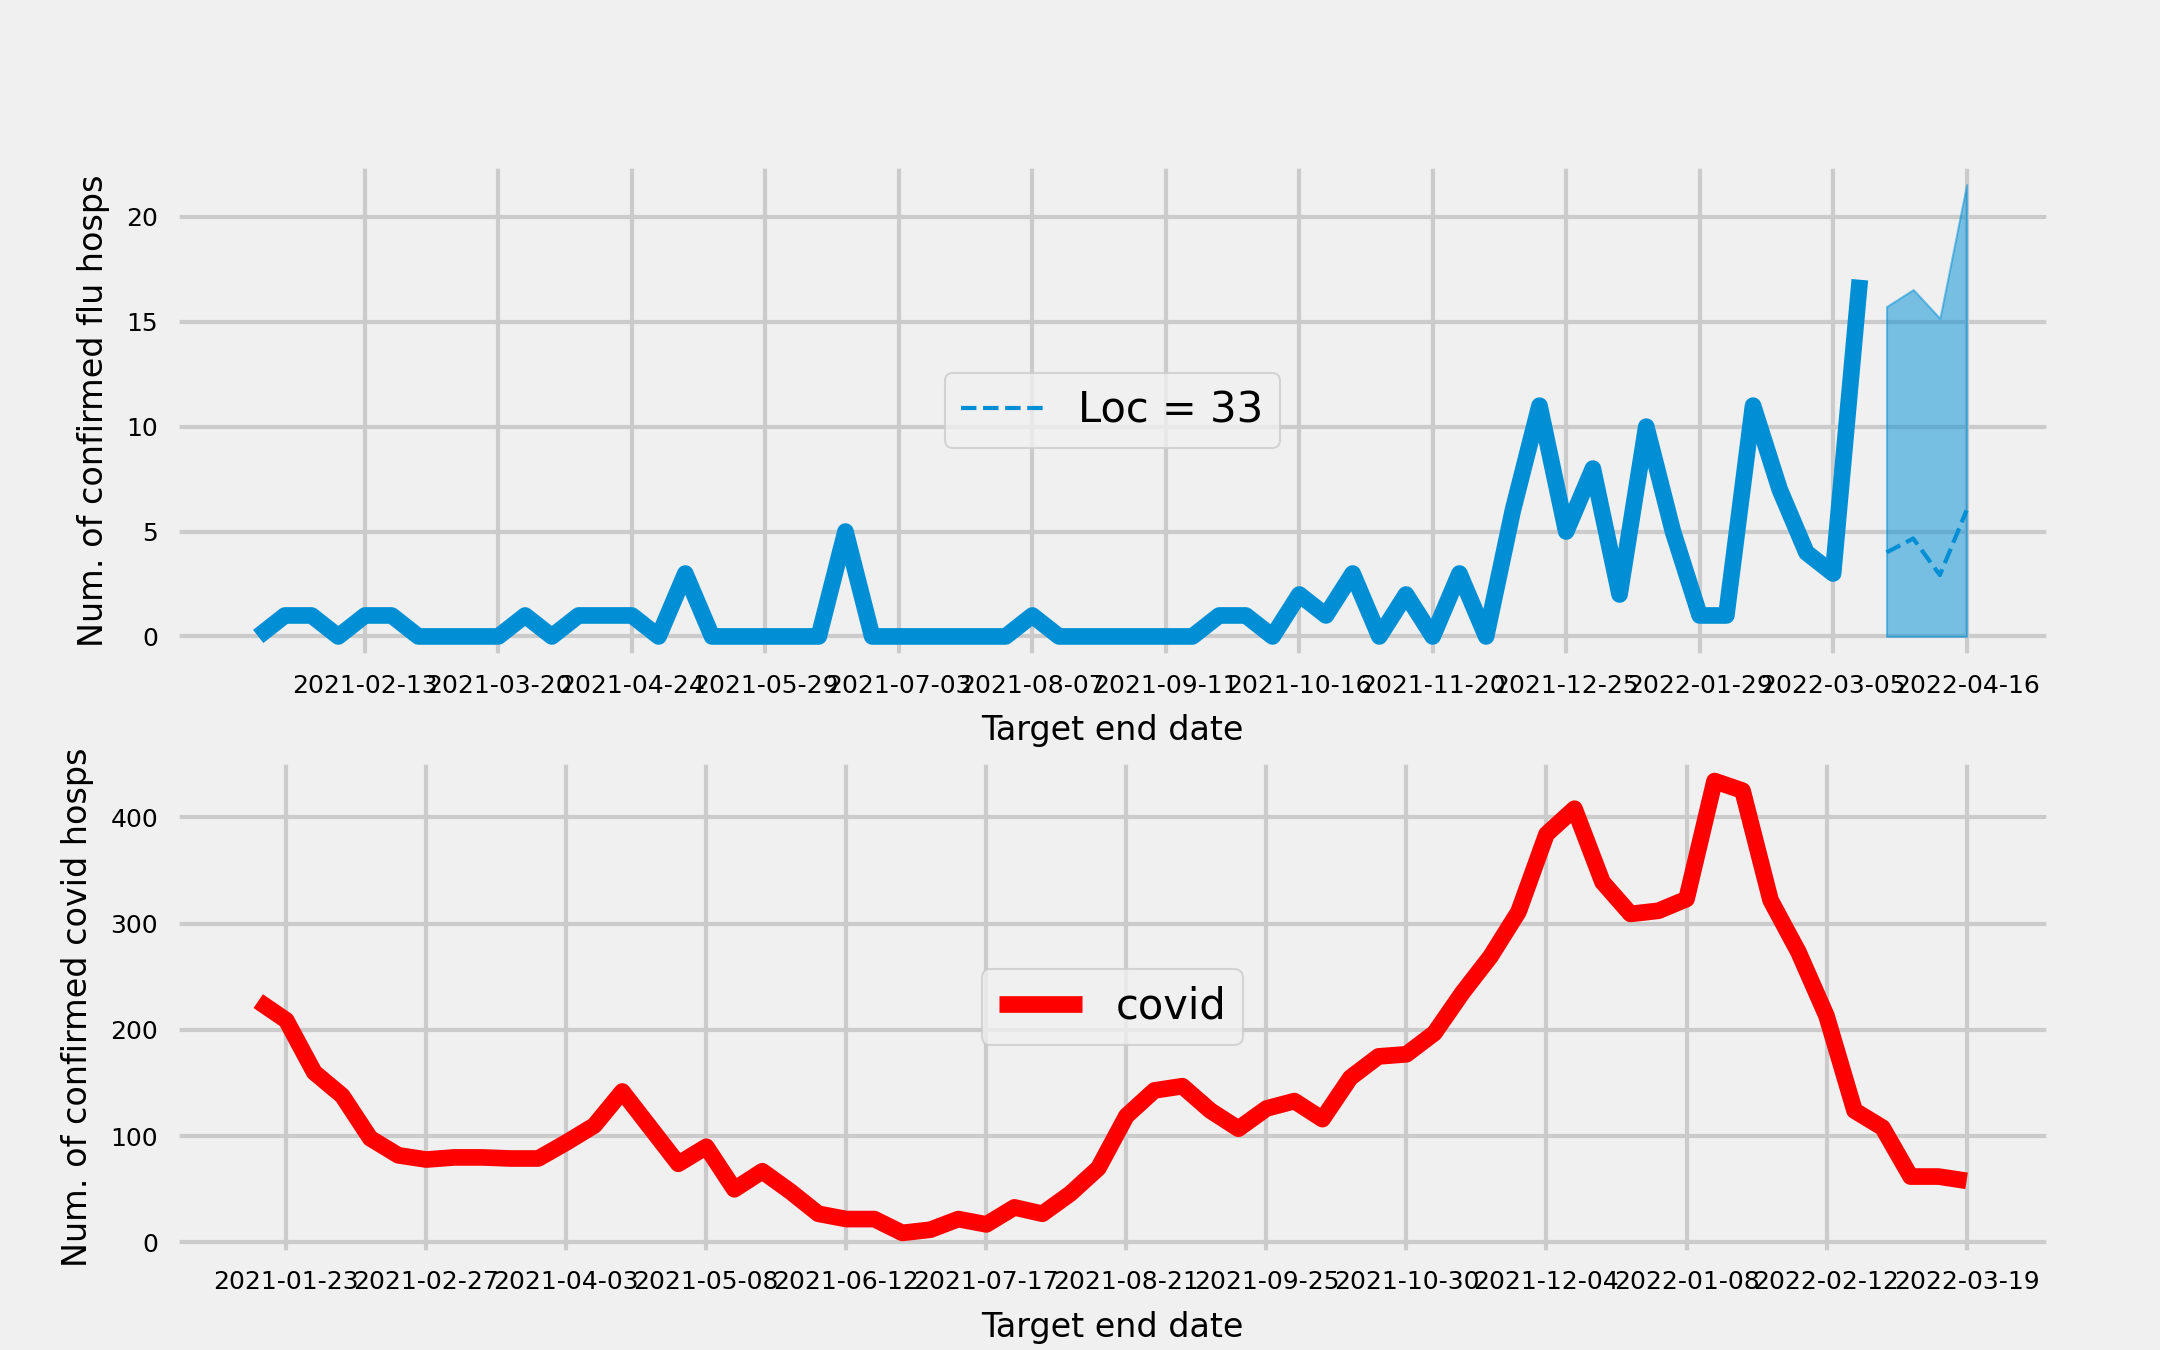 Num. of confirmed flu hosps
20
15
10
5
0
Loc = 33
2021-02-13 2021-03-20 2021-04-24 2021-05-29 2021-07-03 2021-08-07 2021-09-11 2021-10-16 2021-11-20 2021-12-25 2022-01-29 2022-03-05 2022-04-16
Target end date
Num. of confirmed covid hosps
400
300
200
100
0
covid
2021-01-23 2021-02-27 2021-04-03 2021-05-08 2021-06-12 2021-07-17 2021-08-21 2021-09-25 2021-10-30 2021-12-04 2022-01-08 2022-02-12 2022-03-19
Target end date